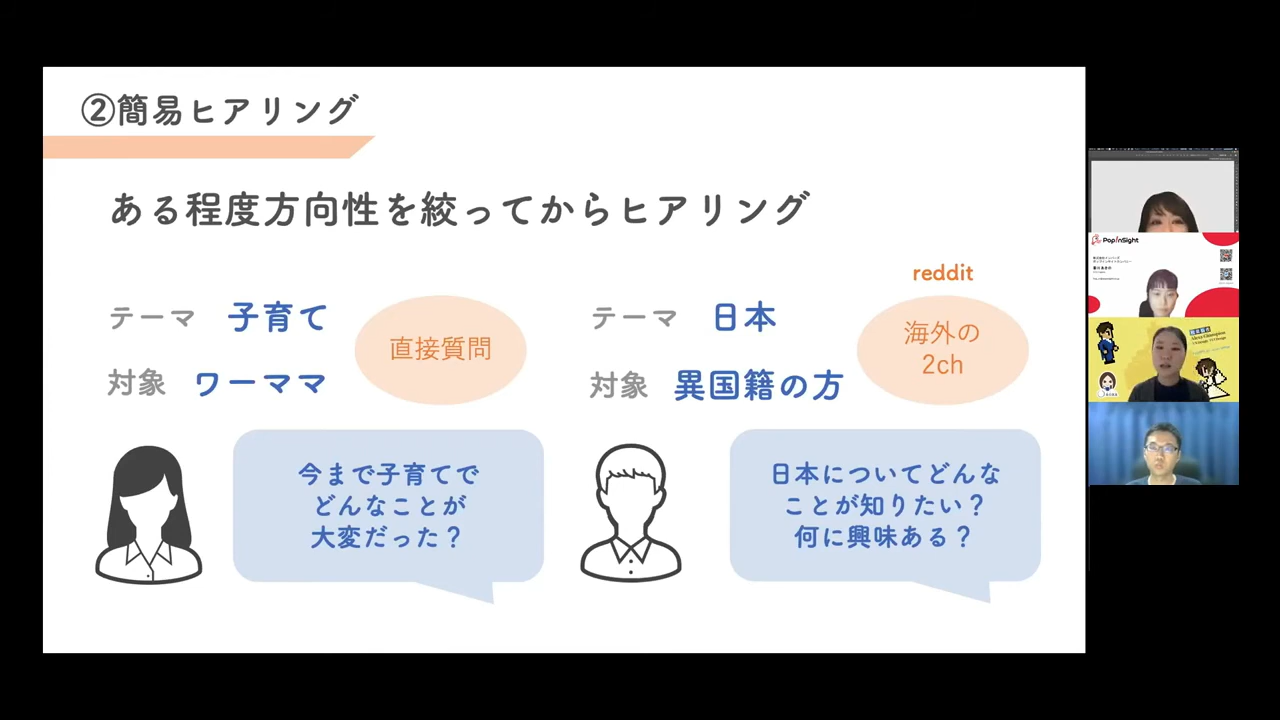 ②簡易ヒアリング
ある程度方向性を絞ってからヒアリング
テーマ 子育て
対象 ワーママ
直接質問
今まで子育てで
どんなことが
大変だった？
reddit
テーマ 日本
対象 異国籍の方
海外の
2ch
日本についてどんな
ことが知りたい？
何に興味ある？
PopInSight